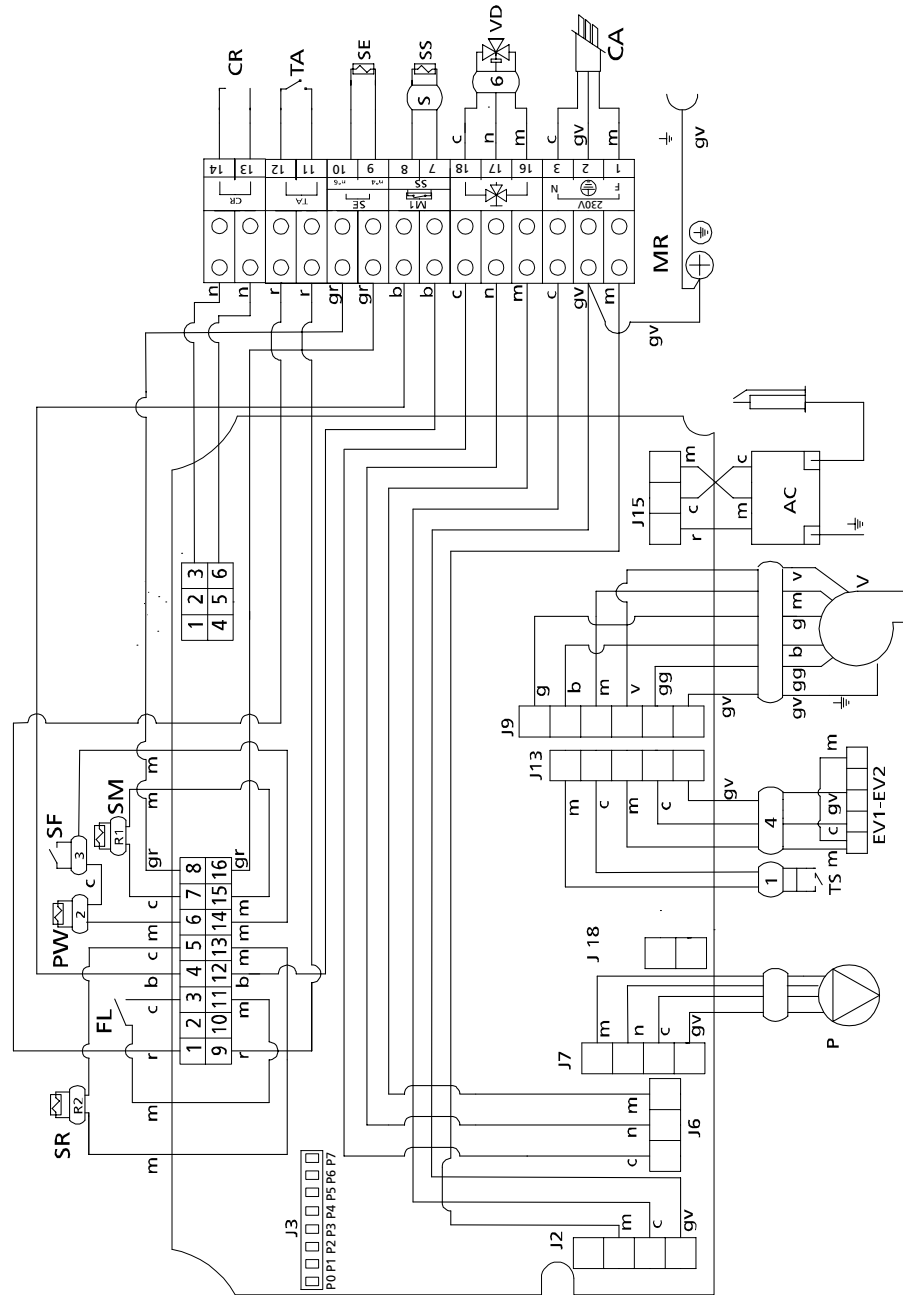 CR
TA
SE
SS
VD
CA
S
6
c
n
m
c
gv
m
gv
14
13
12
11
10
9
8
7
18
17
16
3
2
1
CR
TA
n°6
n°4
SE
SS
M1
N
F
230V
MR
n
n
r
r
gr
gr
b
b
c
n
m
c
gv
m
gv
1 2 3
4 5 6
SF
3
SM
R1
PW
2
c
FL
SR
R2
m
m
r
m
c
b
c
m
c
gr
m
m
1 2 3 4 5 6 7 8
9 10 11 12 13 14 15 16
r
m
b
m
m
m
gr
J3
P0 P1 P2 P3 P4 P5 P6 P7
J2
m
c
gv
J6
c
n
m
J7
m
n
c
gv
P
J 18
J13
m
c
m
c
gv
1
TS
4
m
c
gv
m
EV1-EV2
J9
g
b
m
v
gg
gv
gv
gg
b
g
m
v
V
J15
r
c
m
m
c
AC